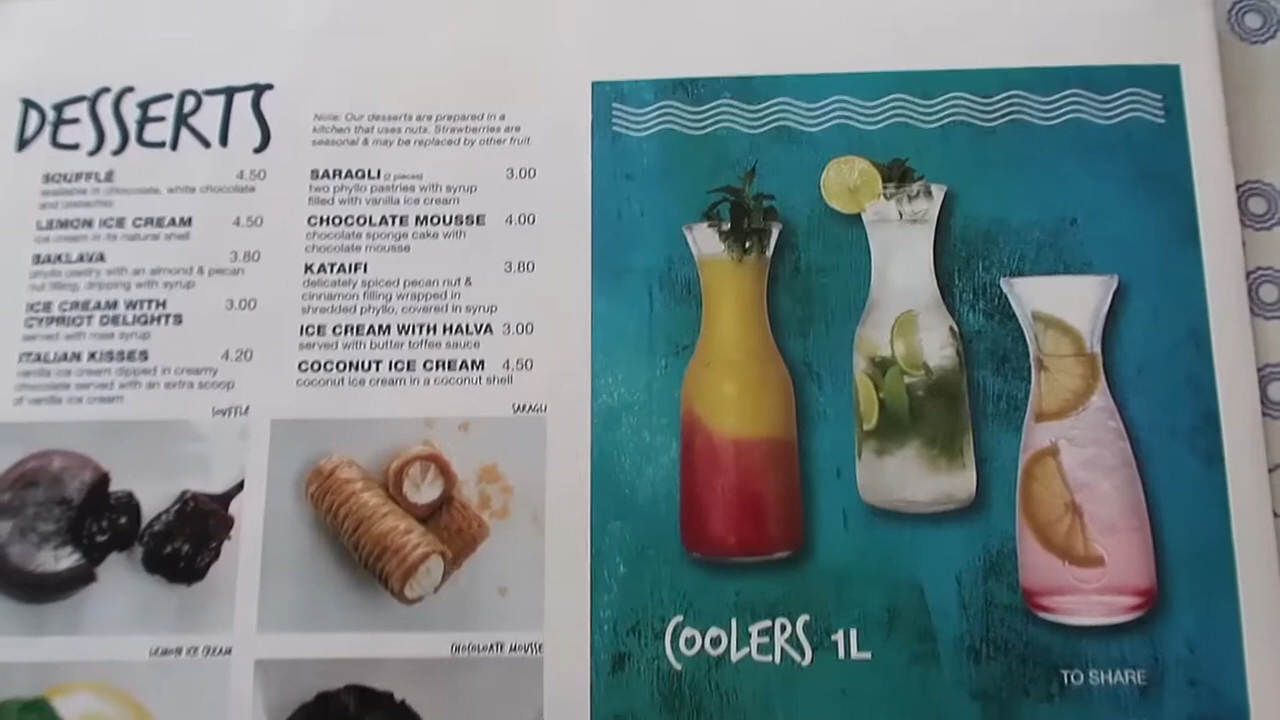 DESSERTS
SOUFFLÉ 4.50
available in chocolate, white chocolate
and pistachio
LEMON ICE CREAM 4.50
ice cream in its natural shell
BAKLAVA 3.80
phyllo pastry with an almond & pecan
nut filling, dripping with syrup
ICE CREAM WITH 3.00
CYPRIOT DELIGHTS
served with rose syrup
ITALIAN KISSES 4.20
vanilla ice cream dipped in creamy
chocolate served with an extra scoop
of vanilla ice cream
Note: Our desserts are prepared in a
kitchen that uses nuts. Strawberries are
seasonal & may be replaced by other fruit.
SARAGLI (2 pieces) 3.00
two phyllo pastries with syrup
filled with vanilla ice cream
CHOCOLATE MOUSSE 4.00
chocolate sponge cake with
chocolate mousse
KATAIFI 3.80
delicately spiced pecan nut &
cinnamon filling wrapped in
shredded phyllo, covered in syrup
ICE CREAM WITH HALVA 3.00
served with butter toffee sauce
COCONUT ICE CREAM 4.50
coconut ice cream in a coconut shell
SOUFFLÉ
SARAGLI
LEMON ICE CREAM
CHOCOLATE MOUSSE
COOLERS 1L
TO SHARE